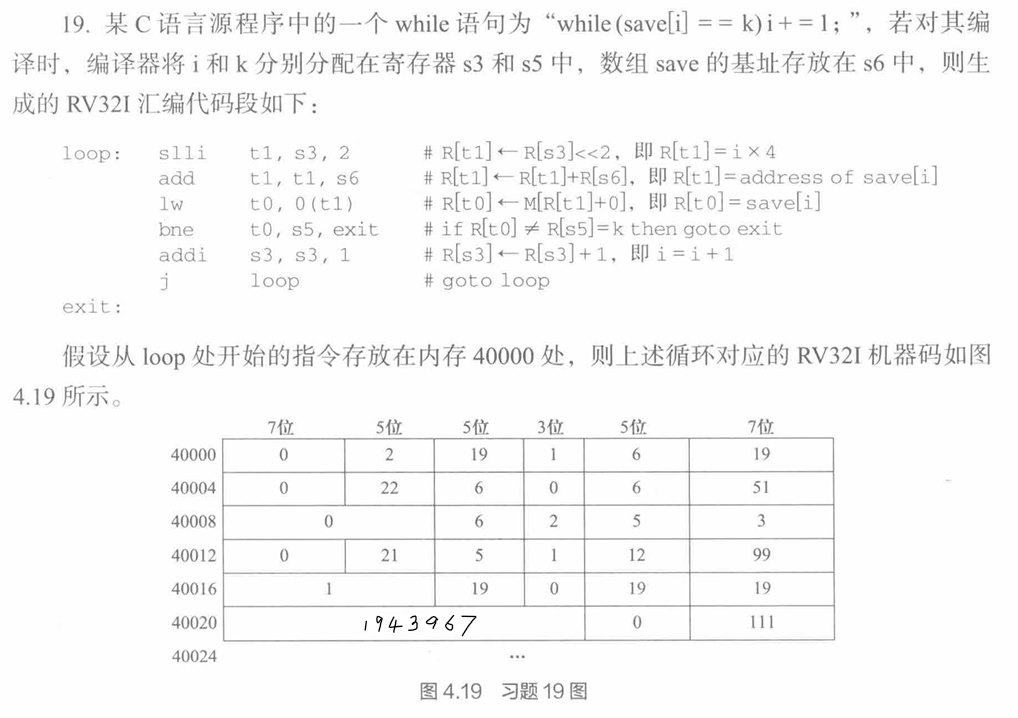 19. 某 C 语言源程序中的一个 while 语句为“while(save[i] = = k) i + = 1；”，若对其编
译时，编译器将 i 和 k 分别分配在寄存器 s3 和 s5 中，数组 save 的基址存放在 s6 中，则生
成的 RV32I 汇编代码段如下：
loop: slli t1, s3, 2 # R[t1]←R[s3]<<2，即 R[t1]=i×4
add t1, t1, s6 # R[t1]←R[t1]+R[s6]，即 R[t1]=address of save[i]
lw t0, 0(t1) # R[t0]←M[R[t1]+0]，即 R[t0]=save[i]
bne t0, s5, exit # if R[t0]≠R[s5]=k then goto exit
addi s3, s3, 1 # R[s3]←R[s3]+1，即 i=i+1
j loop # goto loop
exit:
假设从 loop 处开始的指令存放在内存 40000 处，则上述循环对应的 RV32I 机器码如图
4.19 所示。
7位 5位 5位 3位 5位 7位
40000 0 2 19 1 6 19
40004 0 22 6 0 6 51
40008 0 6 2 5 3
40012 0 21 5 1 12 99
40016 1 19 0 19 19
40020 1943967 0 111
40024 …
图 4.19 习题 19 图